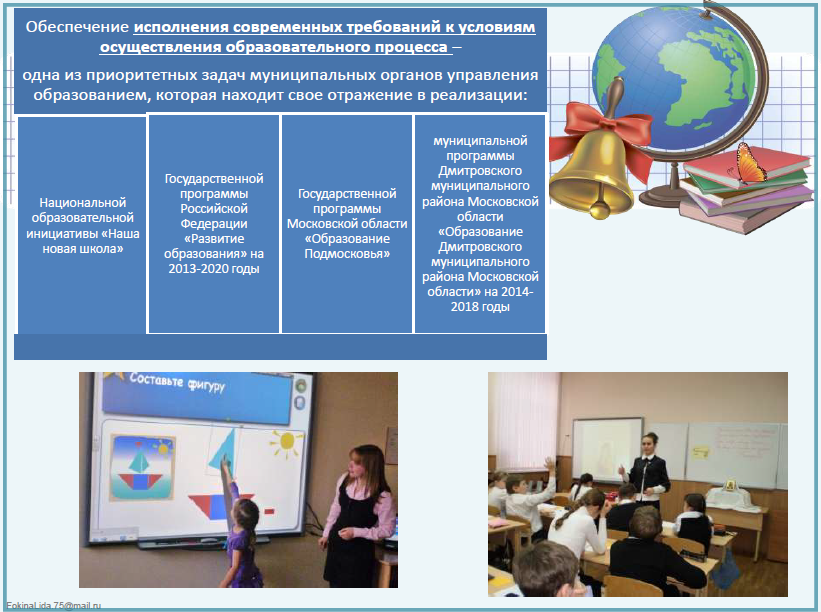 Обеспечение исполнения современных требований к условиям
осуществления образовательного процесса –
одна из приоритетных задач муниципальных органов управления
образованием, которая находит свое отражение в реализации:
Национальной
образовательной
инициативы «Наша
новая школа»
Государственной
программы
Российской
Федерации
«Развитие
образования» на
2013-2020 годы
Государственной
программы
Московской области
«Образование
Подмосковья»
муниципальной
программы
Дмитровского
муниципального
района Московской
области
«Образование
Дмитровского
муниципального
района Московской
области» на 2014-
2018 годы
Составьте фигуру
FokinaLida.75@mail.ru